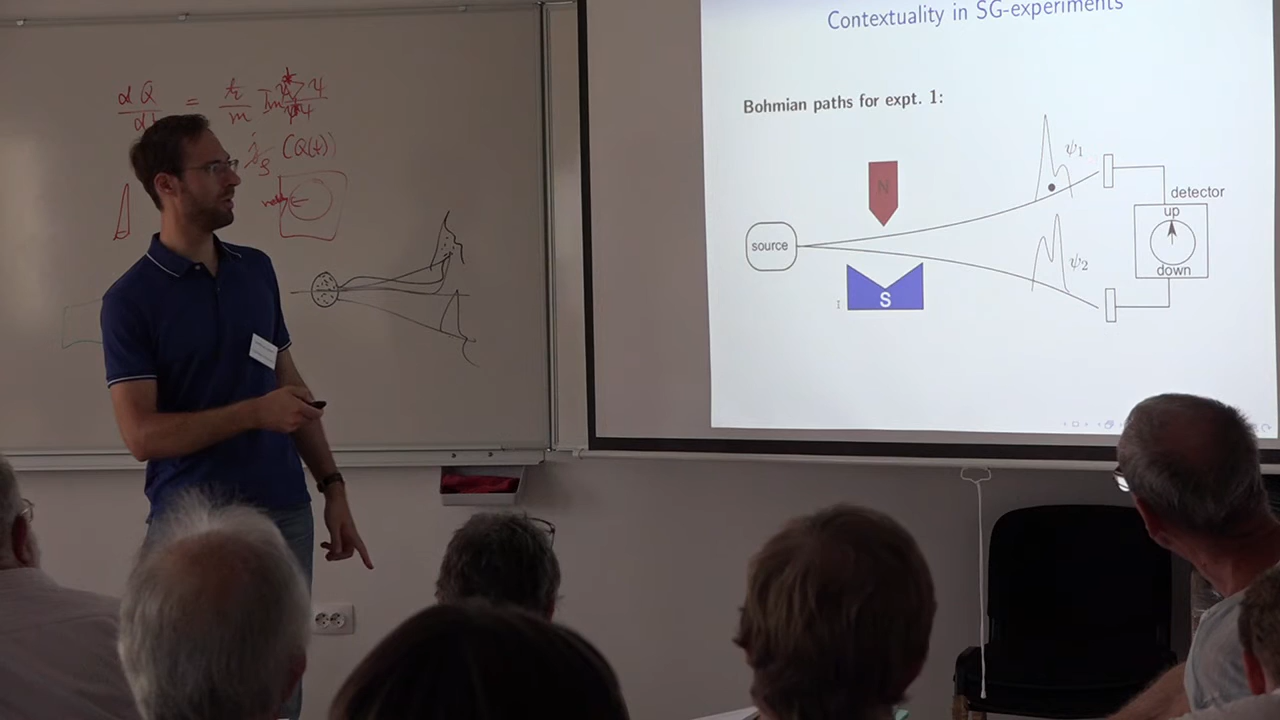 Contextuality in SG-experiments
Bohmian paths for expt. 1:
N
S
source
ψ1
ψ2
detector
up
down
dQ/dt = ħ/m Im
(Q(t))